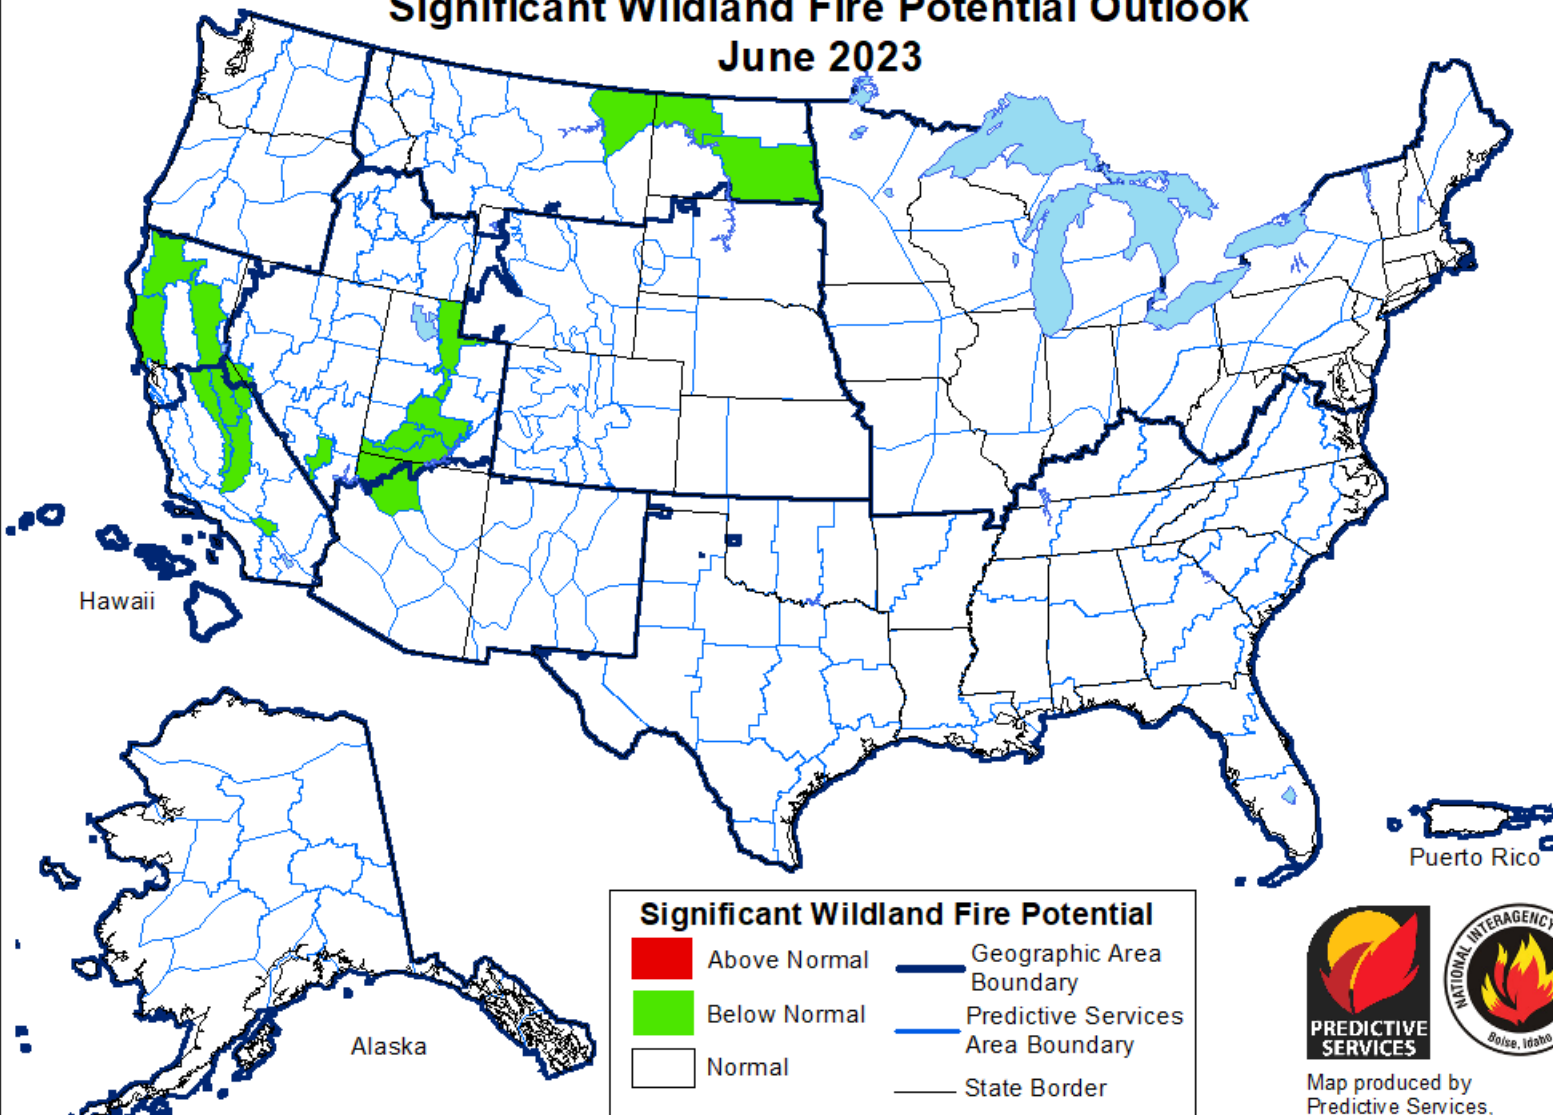 Significant Wildland Fire Potential Outlook
June 2023
Hawaii
Puerto Rico
Alaska
Significant Wildland Fire Potential
Above Normal
Below Normal
Normal
Geographic Area
Boundary
Predictive Services
Area Boundary
State Border
PREDICTIVE
SERVICES
NATIONAL INTERAGENCY
Boise, Idaho
Map produced by
Predictive Services,